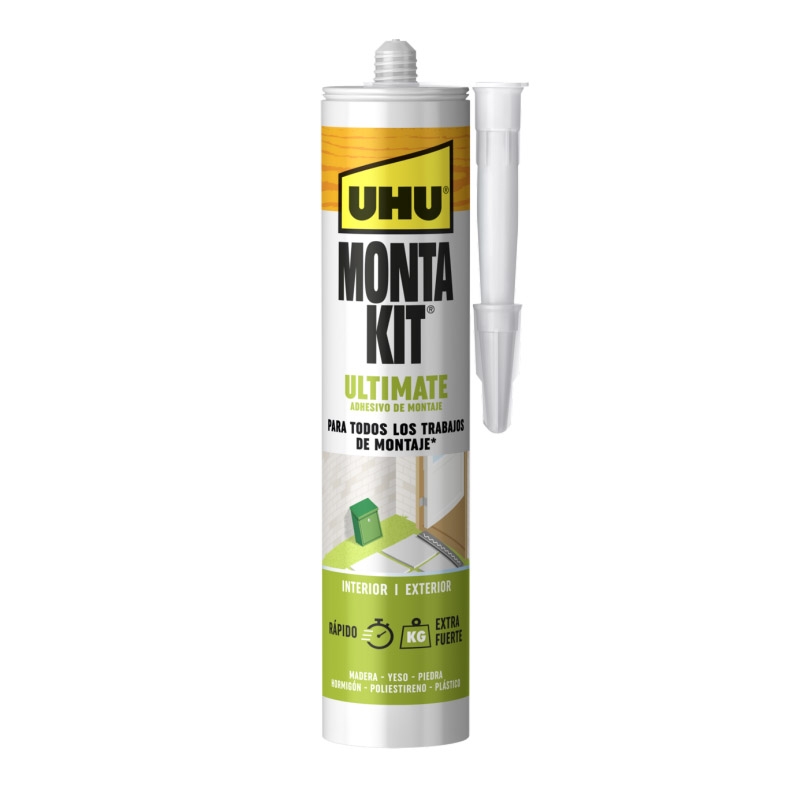 UHU®
MONTA
KIT®
ULTIMATE
ADHESIVO DE MONTAJE
PARA TODOS LOS TRABAJOS
DE MONTAJE*
INTERIOR | EXTERIOR
RÁPIDO
KG
EXTRA
FUERTE
MADERA - YESO - PIEDRA
HORMIGÓN - POLIESTIRENO - PLÁSTICO